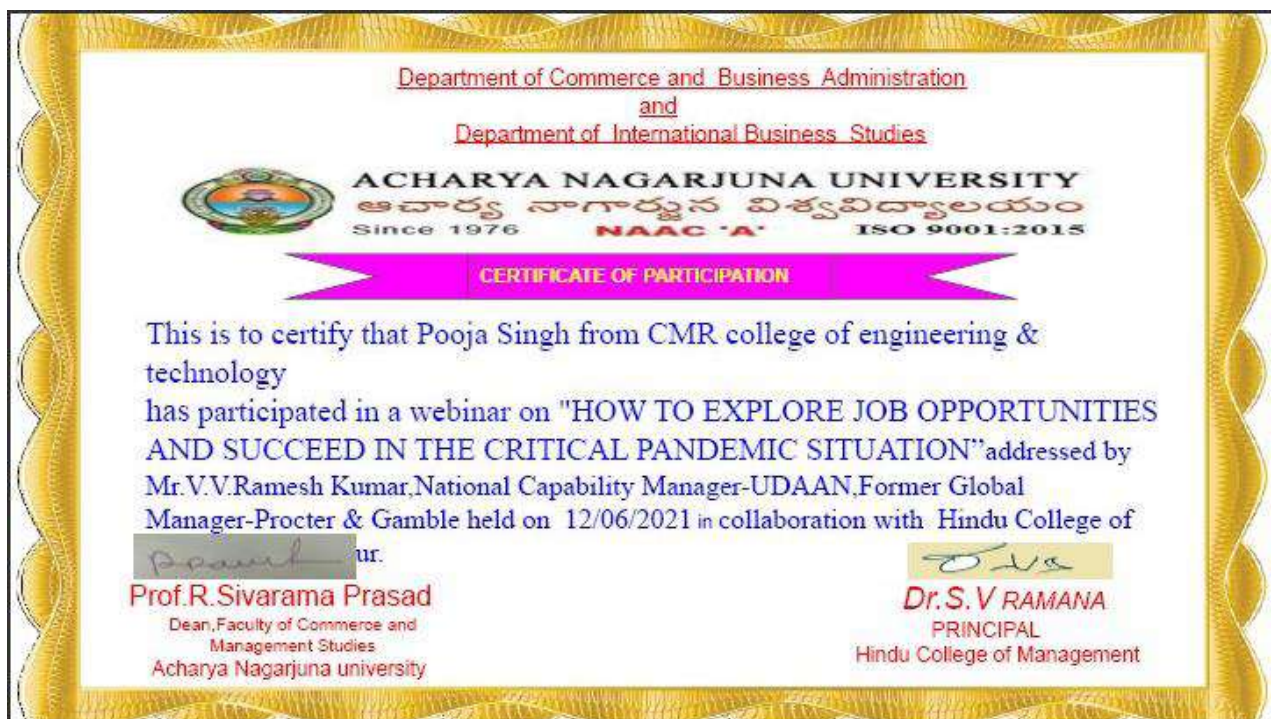 Department of Commerce and Business Administration
and
Department of International Business Studies
ACHARYA NAGARJUNA UNIVERSITY
ఆచార్య నాగార్జున విశ్వవిద్యాలయం
Since 1976 NAAC 'A' ISO 9001:2015
CERTIFICATE OF PARTICIPATION
This is to certify that Pooja Singh from CMR college of engineering &
technology
has participated in a webinar on "HOW TO EXPLORE JOB OPPORTUNITIES
AND SUCCEED IN THE CRITICAL PANDEMIC SITUATION”addressed by
Mr.V.V.Ramesh Kumar,National Capability Manager-UDAAN,Former Global
Manager-Procter & Gamble held on 12/06/2021 in collaboration with Hindu College of
ur.
Prof.R.Sivarama Prasad
Dean,Faculty of Commerce and
Management Studies
Acharya Nagarjuna university
Dr.S.V RAMANA
PRINCIPAL
Hindu College of Management